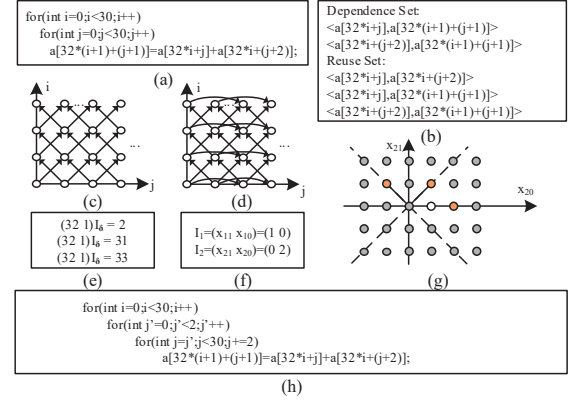 for(int i=0;i<30;i++)
for(int j=0;j<30;j++)
a[32*(i+1)+(j+1)]=a[32*i+j]+a[32*i+(j+2)];
(a)
Dependence Set:
<a[32*i+j],a[32*(i+1)+(j+1)]>
<a[32*i+(j+2)],a[32*(i+1)+(j+1)]>
Reuse Set:
<a[32*i+j],a[32*i+(j+2)]>
<a[32*i+j],a[32*(i+1)+(j+1)]>
<a[32*i+(j+2)],a[32*(i+1)+(j+1)]>
(b)
i
...
...
j
(c)
i
...
...
j
(d)
(32 1)Iδ = 2
(32 1)Iδ = 31
(32 1)Iδ = 33
(e)
I1=(x11 x10)=(1 0)
I2=(x21 x20)=(0 2)
(f)
x21
x20
(g)
for(int i=0;i<30;i++)
for(int j'=0;j'<2;j'++)
for(int j=j';j<30;j+=2)
a[32*(i+1)+(j+1)]=a[32*i+j]+a[32*i+(j+2)];
(h)